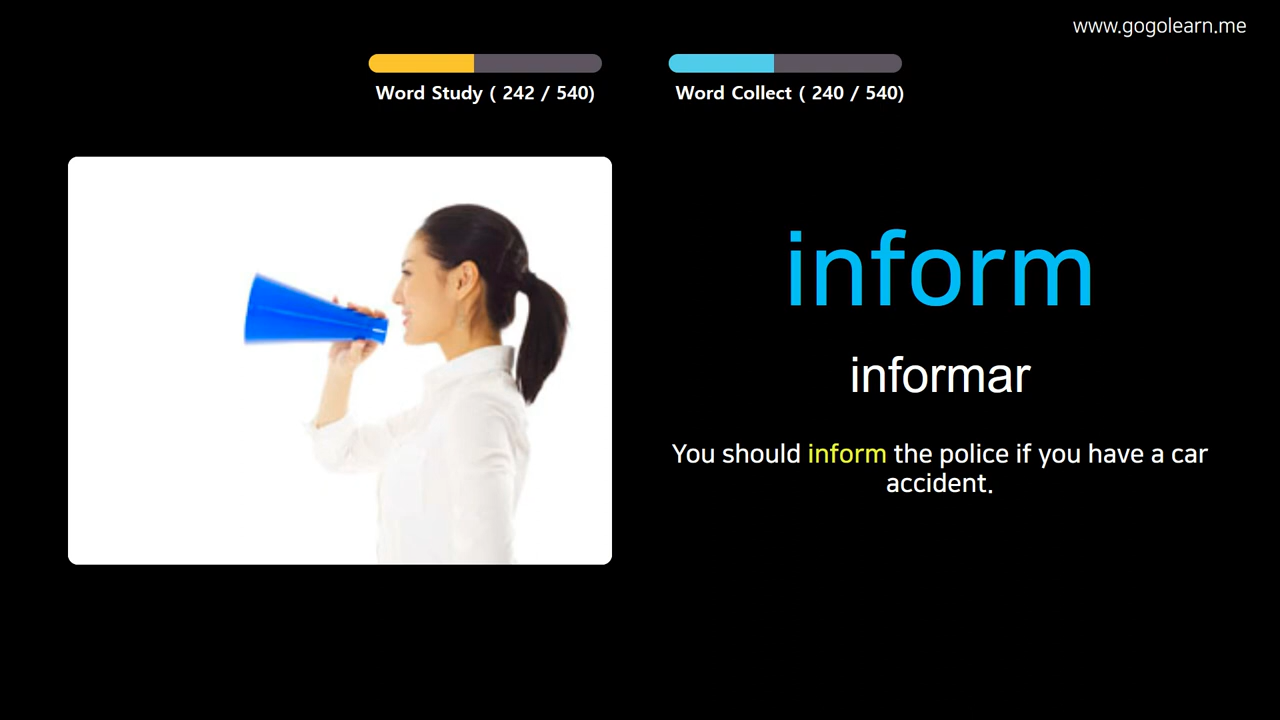 www.gogolearn.me
Word Study ( 242 / 540)
Word Collect ( 240 / 540)
inform
informar
You should inform the police if you have a car
accident.